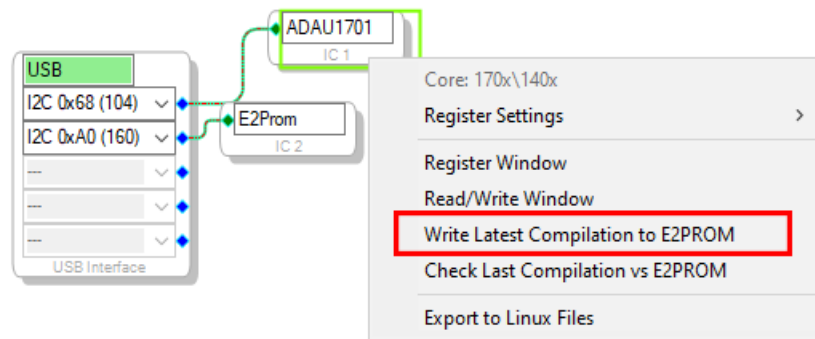 ADAU1701
IC 1
USB
I2C 0x68 (104)
I2C 0xA0 (160)
---
---
---
USB Interface
E2Prom
IC 2
Core: 170x\140x
Register Settings
Register Window
Read/Write Window
Write Latest Compilation to E2PROM
Check Last Compilation vs E2PROM
Export to Linux Files